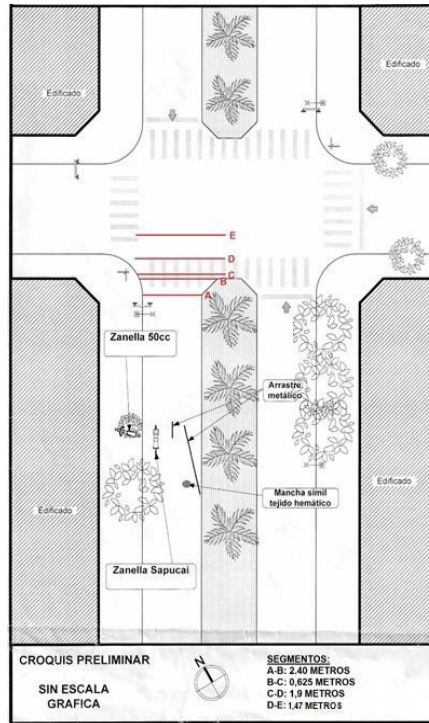 Edificado
Edificado
E
D
C
B
A
Zanella 50cc
Arrastre
metálico
Mancha símil
tejido hemático
Edificado
Edificado
Zanella Sapucai
CROQUIS PRELIMINAR
SIN ESCALA
GRAFICA
N
SEGMENTOS:
A-B: 2.40 METROS
B-C: 0,625 METROS
C-D: 1,9 METROS
D-E: 1,47 METROS